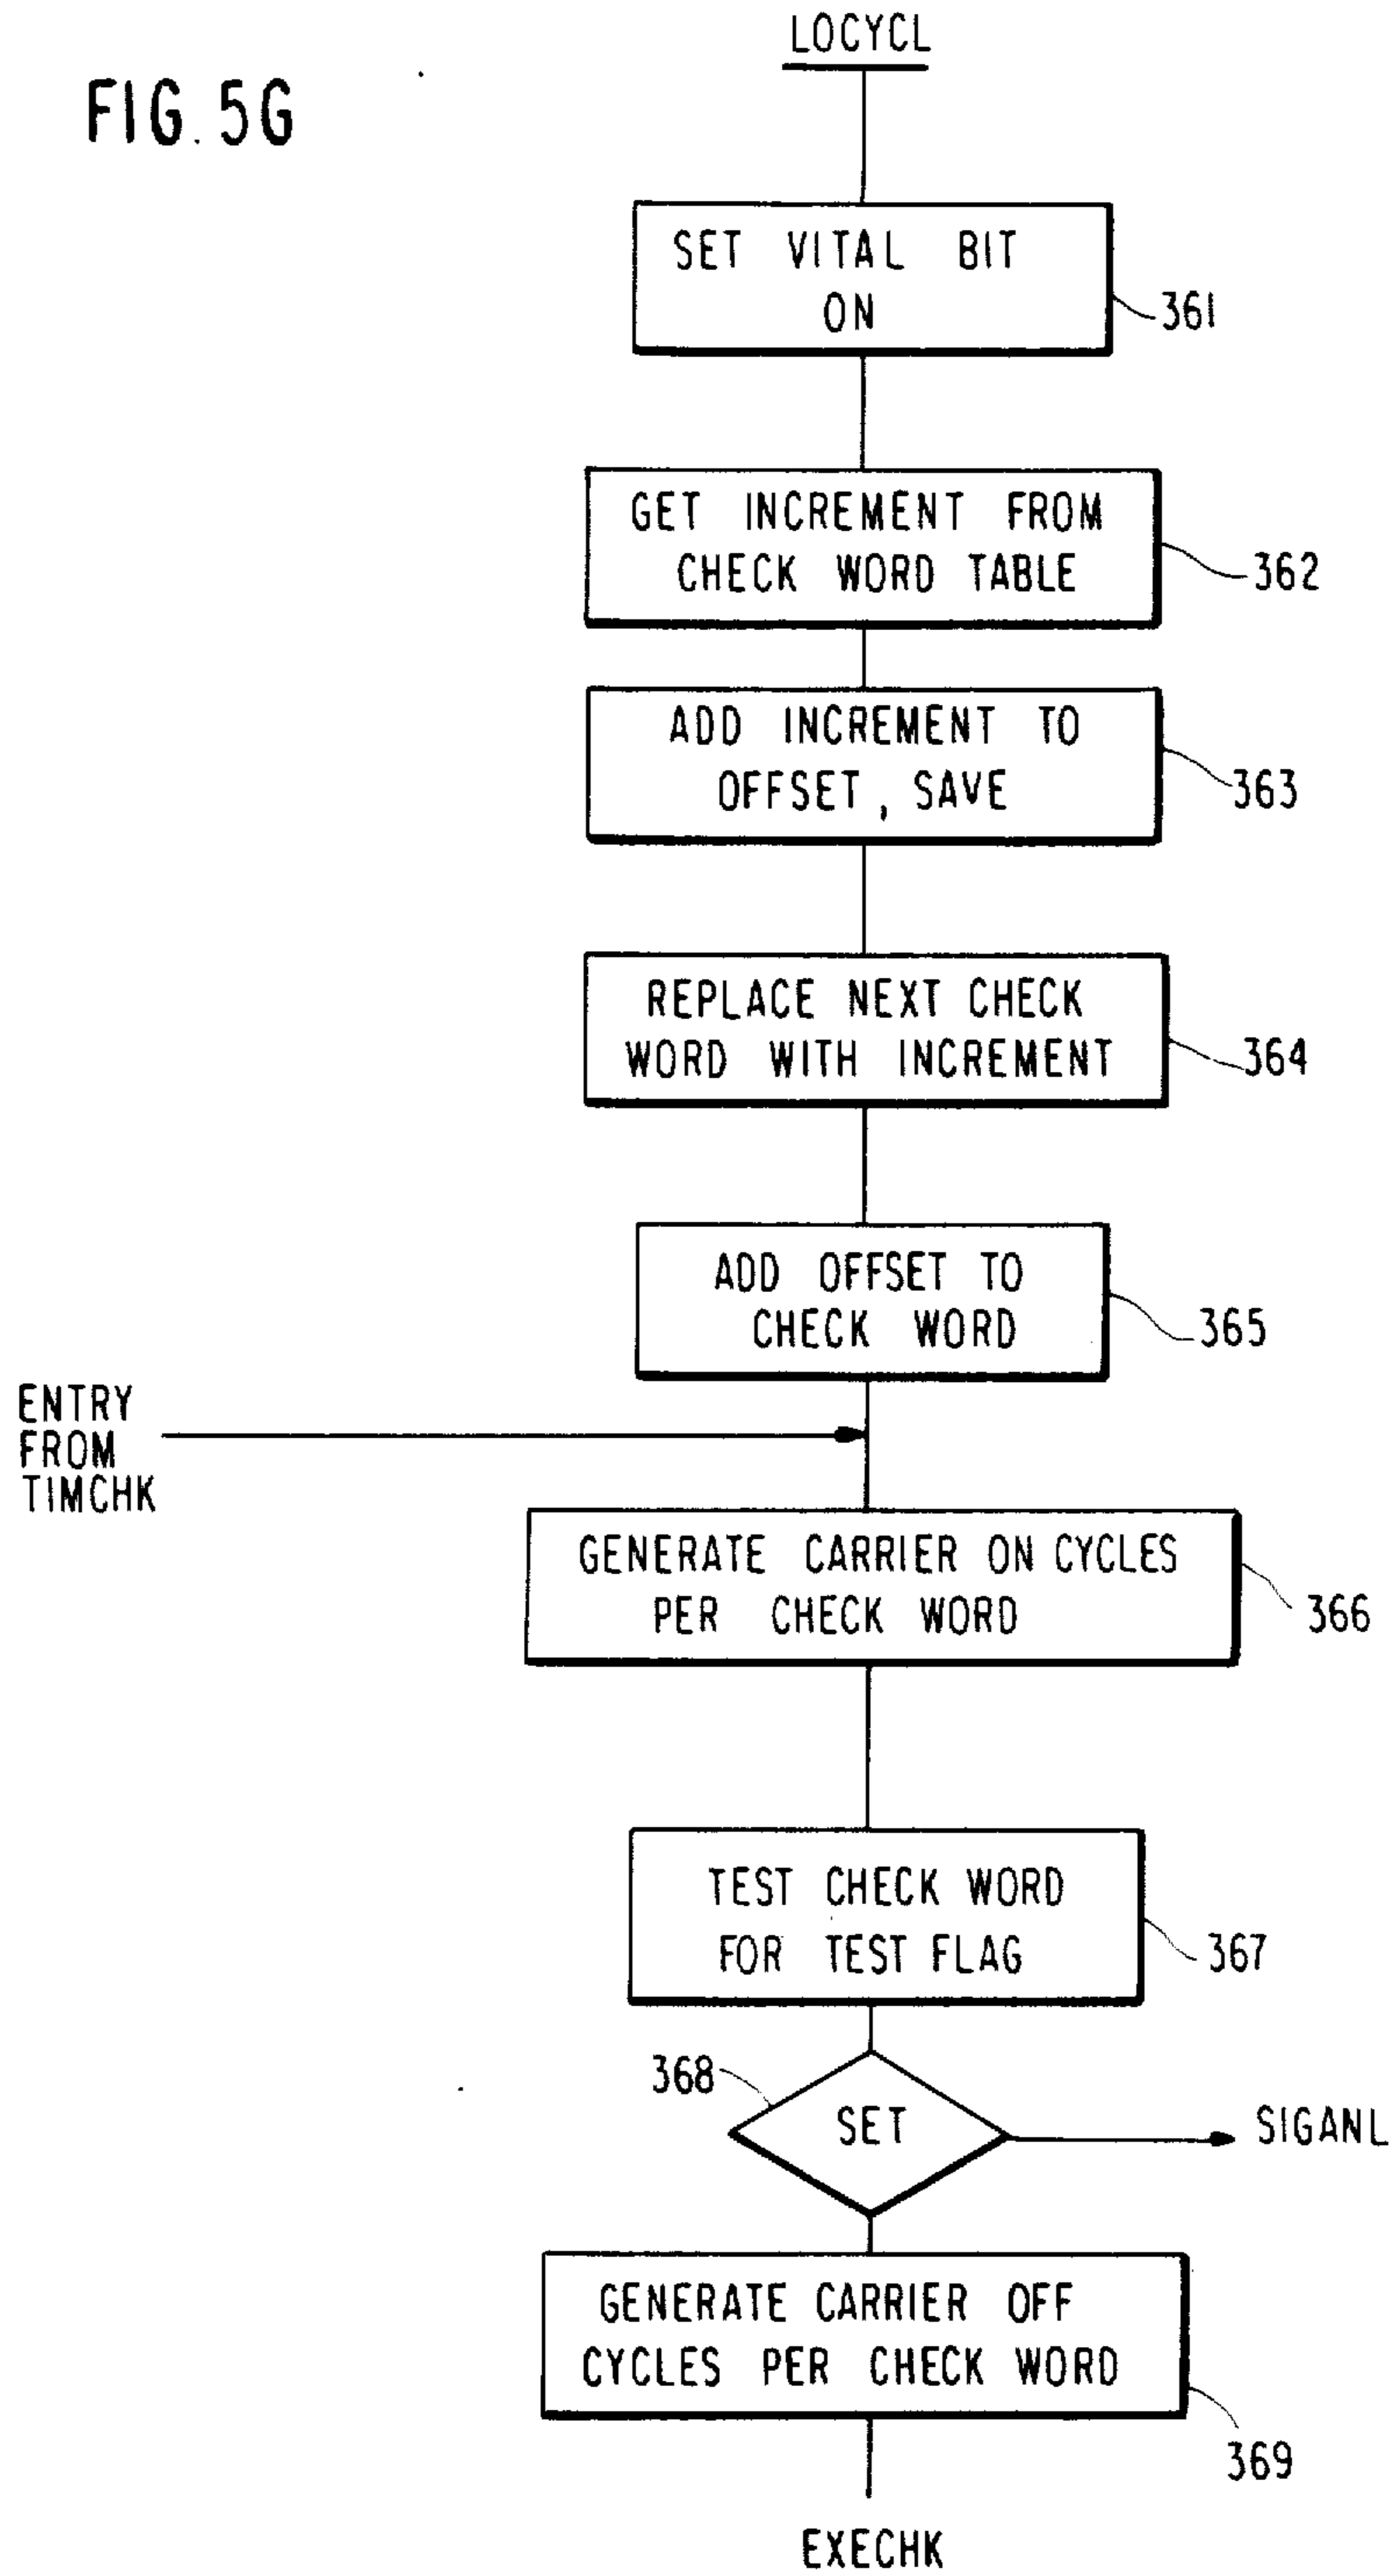 LOCYCL
FIG. 5G
SET VITAL BIT
ON
361
GET INCREMENT FROM
CHECK WORD TABLE
362
ADD INCREMENT TO
OFFSET, SAVE
363
REPLACE NEXT CHECK
WORD WITH INCREMENT
364
ADD OFFSET TO
CHECK WORD
365
ENTRY
FROM
TIMCHK
GENERATE CARRIER ON CYCLES
PER CHECK WORD
366
TEST CHECK WORD
FOR TEST FLAG
367
368
SET
SIGANL
GENERATE CARRIER OFF
CYCLES PER CHECK WORD
369
EXECHK